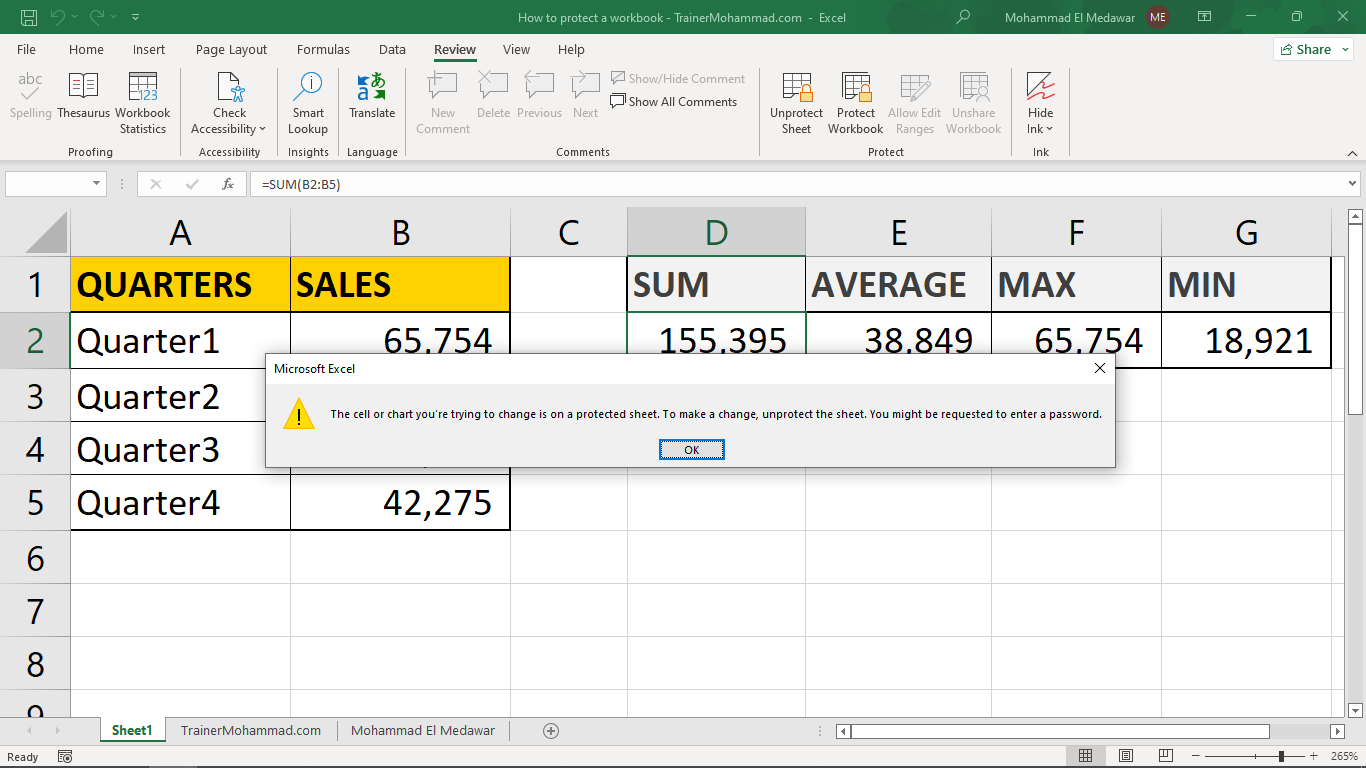 How to protect a workbook - TrainerMohammad.com - Excel
Mohammad El Medawar ME
File Home Insert Page Layout Formulas Data Review View Help Share
abc
Spelling
Thesaurus
Workbook
Statistics
Proofing
Check
Accessibility
Accessibility
Smart
Lookup
Insights
Translate
Language
New
Comment
Delete
Previous
Next
Show/Hide Comment
Show All Comments
Comments
Unprotect
Sheet
Protect
Workbook
Allow Edit
Ranges
Unshare
Workbook
Protect
Hide
Ink
Ink
fx =SUM(B2:B5)
A B C D E F G
1 QUARTERS SALES SUM AVERAGE MAX MIN
2 Quarter1 65,754 155,395 38,849 65,754 18,921
Microsoft Excel
The cell or chart you're trying to change is on a protected sheet. To make a change, unprotect the sheet. You might be requested to enter a password.
OK
3 Quarter2
4 Quarter3
5 Quarter4 42,275
6
7
8
9
Sheet1 TrainerMohammad.com Mohammad El Medawar
Ready 265%